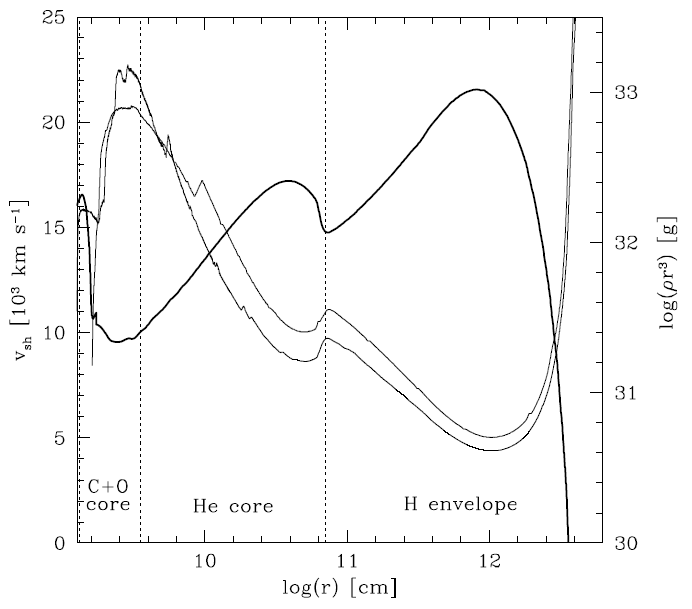 25
20
15
10
5
0
33
32
31
30
v_sh [10³ km s⁻¹]
log(ρr³) [g]
C+O
core
He core
H envelope
10
11
12
log(r) [cm]